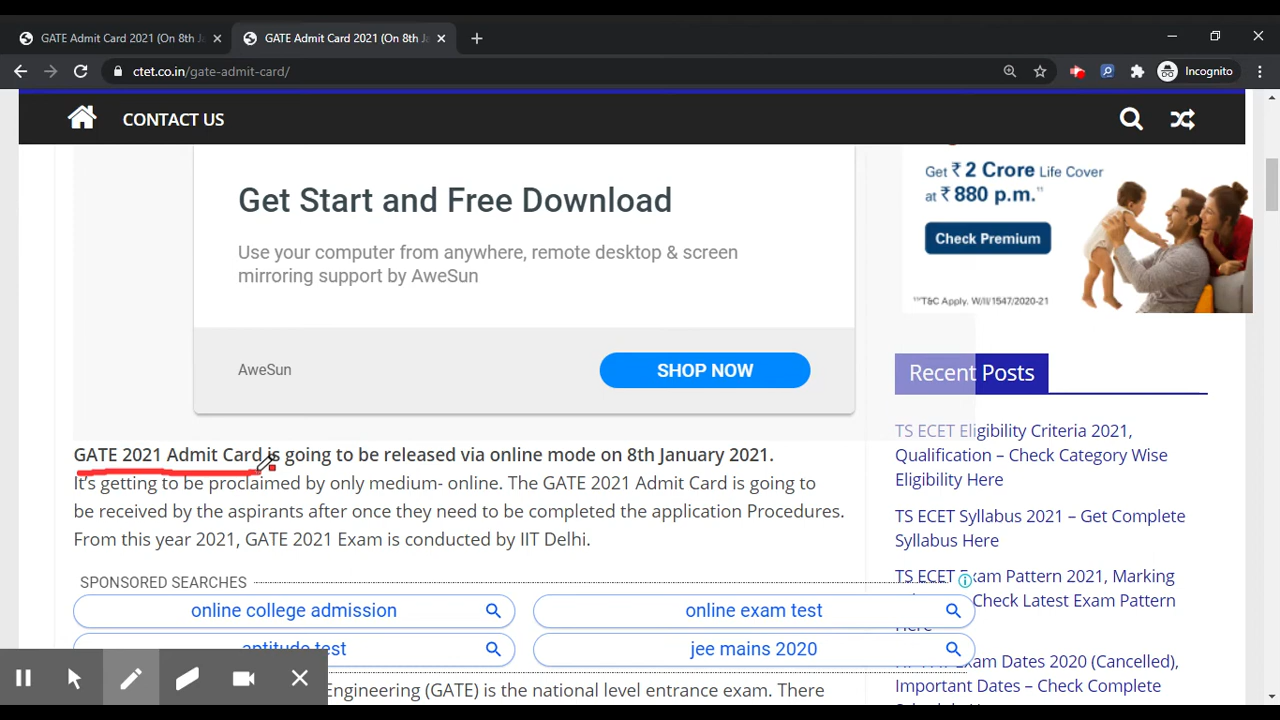 GATE Admit Card 2021 (On 8th J
GATE Admit Card 2021 (On 8th J
ctet.co.in/gate-admit-card/
Incognito
CONTACT US
Get Start and Free Download
Use your computer from anywhere, remote desktop & screen
mirroring support by AweSun
AweSun
SHOP NOW
Get ₹ 2 Crore Life Cover
at ₹ 880 p.m.¹¹
Check Premium
T&C Apply. W/II/1547/2020-21
GATE 2021 Admit Card is going to be released via online mode on 8th January 2021.
It's getting to be proclaimed by only medium- online. The GATE 2021 Admit Card is going to
be received by the aspirants after once they need to be completed the application Procedures.
From this year 2021, GATE 2021 Exam is conducted by IIT Delhi.
SPONSORED SEARCHES
online college admission
online exam test
aptitude test
jee mains 2020
Engineering (GATE) is the national level entrance exam. There
Recent Posts
TS ECET Eligibility Criteria 2021,
Qualification – Check Category Wise
Eligibility Here
TS ECET Syllabus 2021 – Get Complete
Syllabus Here
TS ECET Exam Pattern 2021, Marking
Check Latest Exam Pattern
Here
Exam Dates 2020 (Cancelled),
Important Dates – Check Complete